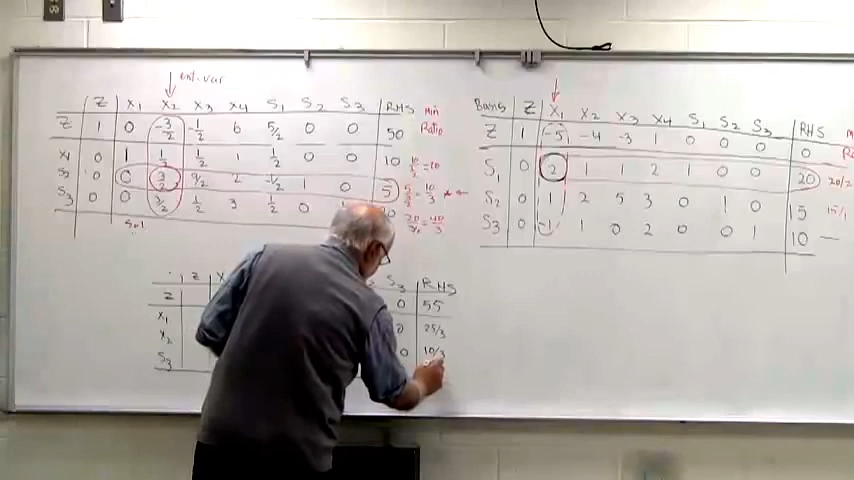 ent.var
Z X1 X2 X3 X4 S1 S2 S3 RHS Min Ratio
Z 1 0 -3/2 -1/2 6 5/2 0 0 50
X1 0 1 1/2 1/2 1 1/2 0 0 10 10/½=20
S2 0 0 3/2 9/2 2 -1/2 1 0 5 = 10/3 * ←
S3 0 0 3/2 1/2 3 1/2 0 = 40/3
Sol
Z S3 RHS
Z 0 55
X1 0 25/3
X2 0 10/3
S3
Basis Z X1 X2 X3 X4 S1 S2 S3 RHS
Z 1 -5 -4 -3 1 0 0 0 0
S1 0 2 1 1 2 1 0 0 20 20/2
S2 0 1 2 5 3 0 1 0 15 15/1
S3 0 -1 1 0 2 0 0 1 10 —